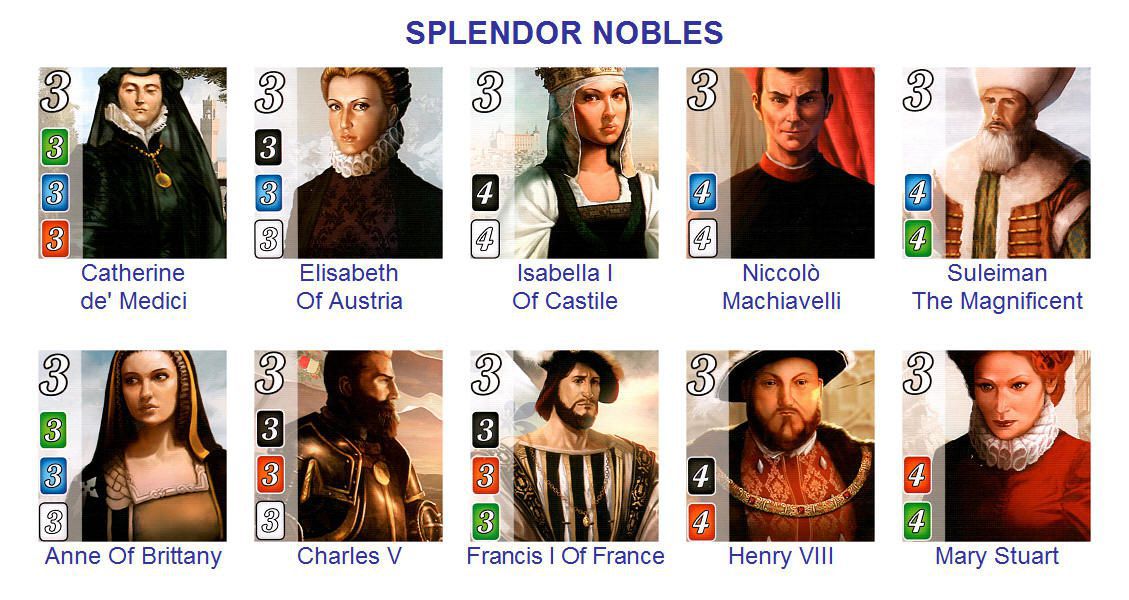 SPLENDOR NOBLES
3 3 3 3 3
3 3
3 3 4 4 4
3 3 4 4 4
Catherine Elisabeth Isabella I Niccolò Suleiman
de' Medici Of Austria Of Castile Machiavelli The Magnificent
3 3 3 3 3
3 3 3
3 3 3 4 4
3 3 3 4 4
Anne Of Brittany Charles V Francis I Of France Henry VIII Mary Stuart